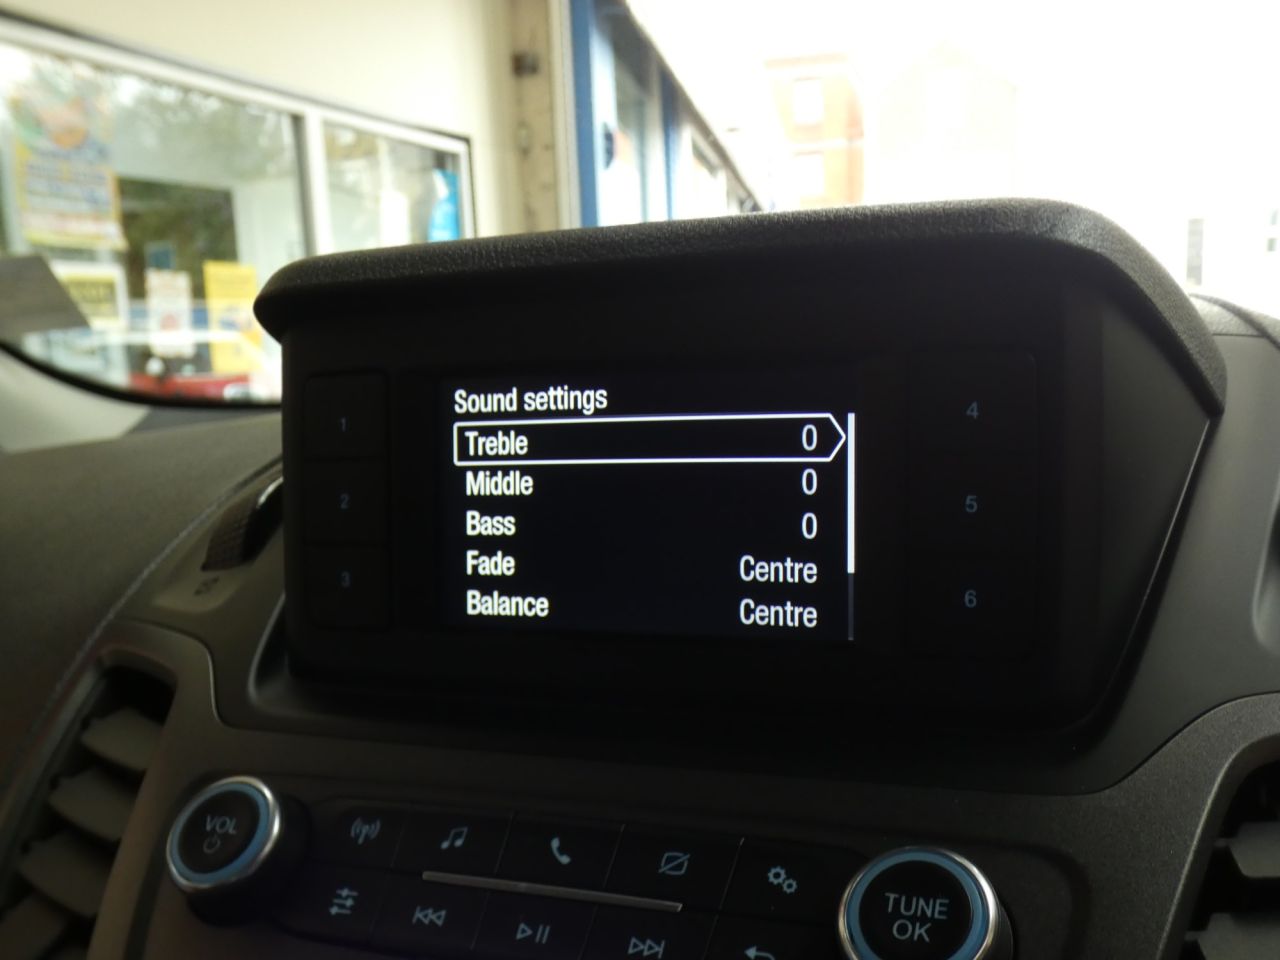 Sound settings
Treble 0
Middle 0
Bass 0
Fade Centre
Balance Centre
1
2
3
4
5
6
VOL
TUNE
OK